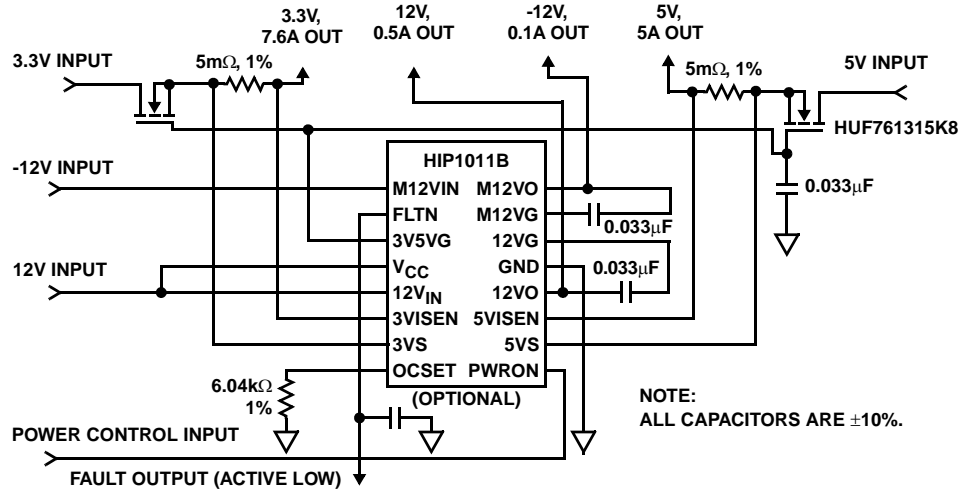 3.3V,
7.6A OUT
12V,
0.5A OUT
-12V,
0.1A OUT
5V,
5A OUT
3.3V INPUT
5mΩ, 1%
5mΩ, 1%
5V INPUT
HUF761315K8
HIP1011B
-12V INPUT
M12VIN
M12VO
0.033µF
FLTN
M12VG
0.033µF
3V5VG
12VG
12V INPUT
VCC
GND
0.033µF
12VIN
12VO
3VISEN
5VISEN
3VS
5VS
OCSET
PWRON
6.04kΩ
1%
(OPTIONAL)
NOTE:
ALL CAPACITORS ARE ±10%.
POWER CONTROL INPUT
FAULT OUTPUT (ACTIVE LOW)